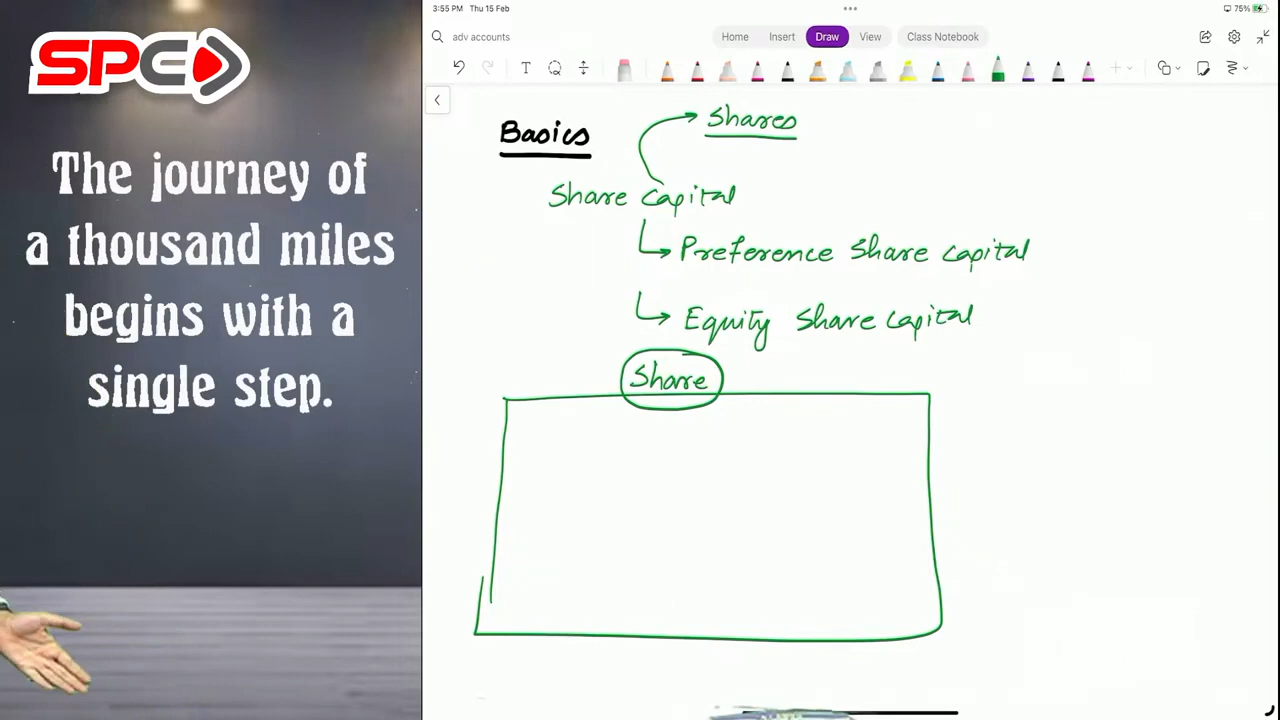 SPED
The journey of
a thousand miles
begins with a
single step.
3:55 PM Thu 15 Feb
75%
adv accounts
Home Insert Draw View Class Notebook
Basics
Shares
Share Capital
Preference Share Capital
Equity Share Capital
Share